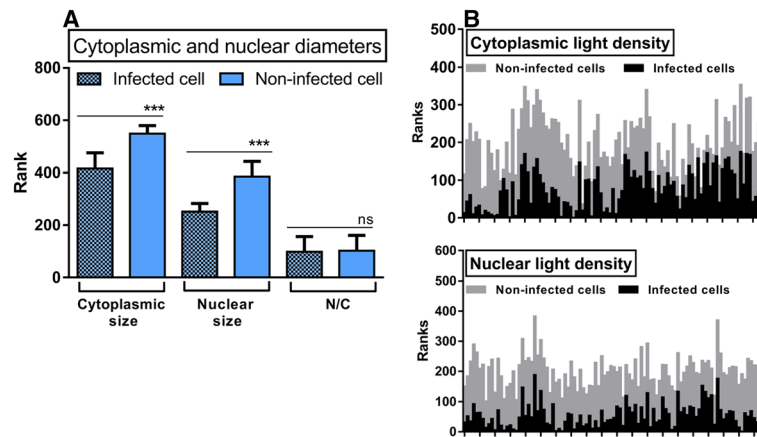 A
Cytoplasmic and nuclear diameters
Infected cell
Non-infected cell
Rank
800
600
400
200
0
***
***
ns
Cytoplasmic
size
Nuclear
size
N/C
B
Cytoplasmic light density
Non-infected cells
Infected cells
Ranks
500
400
300
200
100
0
Nuclear light density
Non-infected cells
Infected cells
Ranks
600
500
400
300
200
100
0